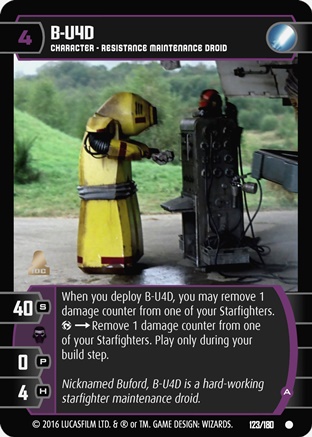 4
B-U4D
CHARACTER - RESISTANCE MAINTENANCE DROID
IDC
40 S
When you deploy B-U4D, you may remove 1
damage counter from one of your Starfighters.
Remove 1 damage counter from one
of your Starfighters. Play only during your
build step.
0 P
4 H
Nicknamed Buford, B-U4D is a hard-working
starfighter maintenance droid.
A
© 2016 LUCASFILM LTD. & ® or TM. GAME DESIGN: WIZARDS.
123/180